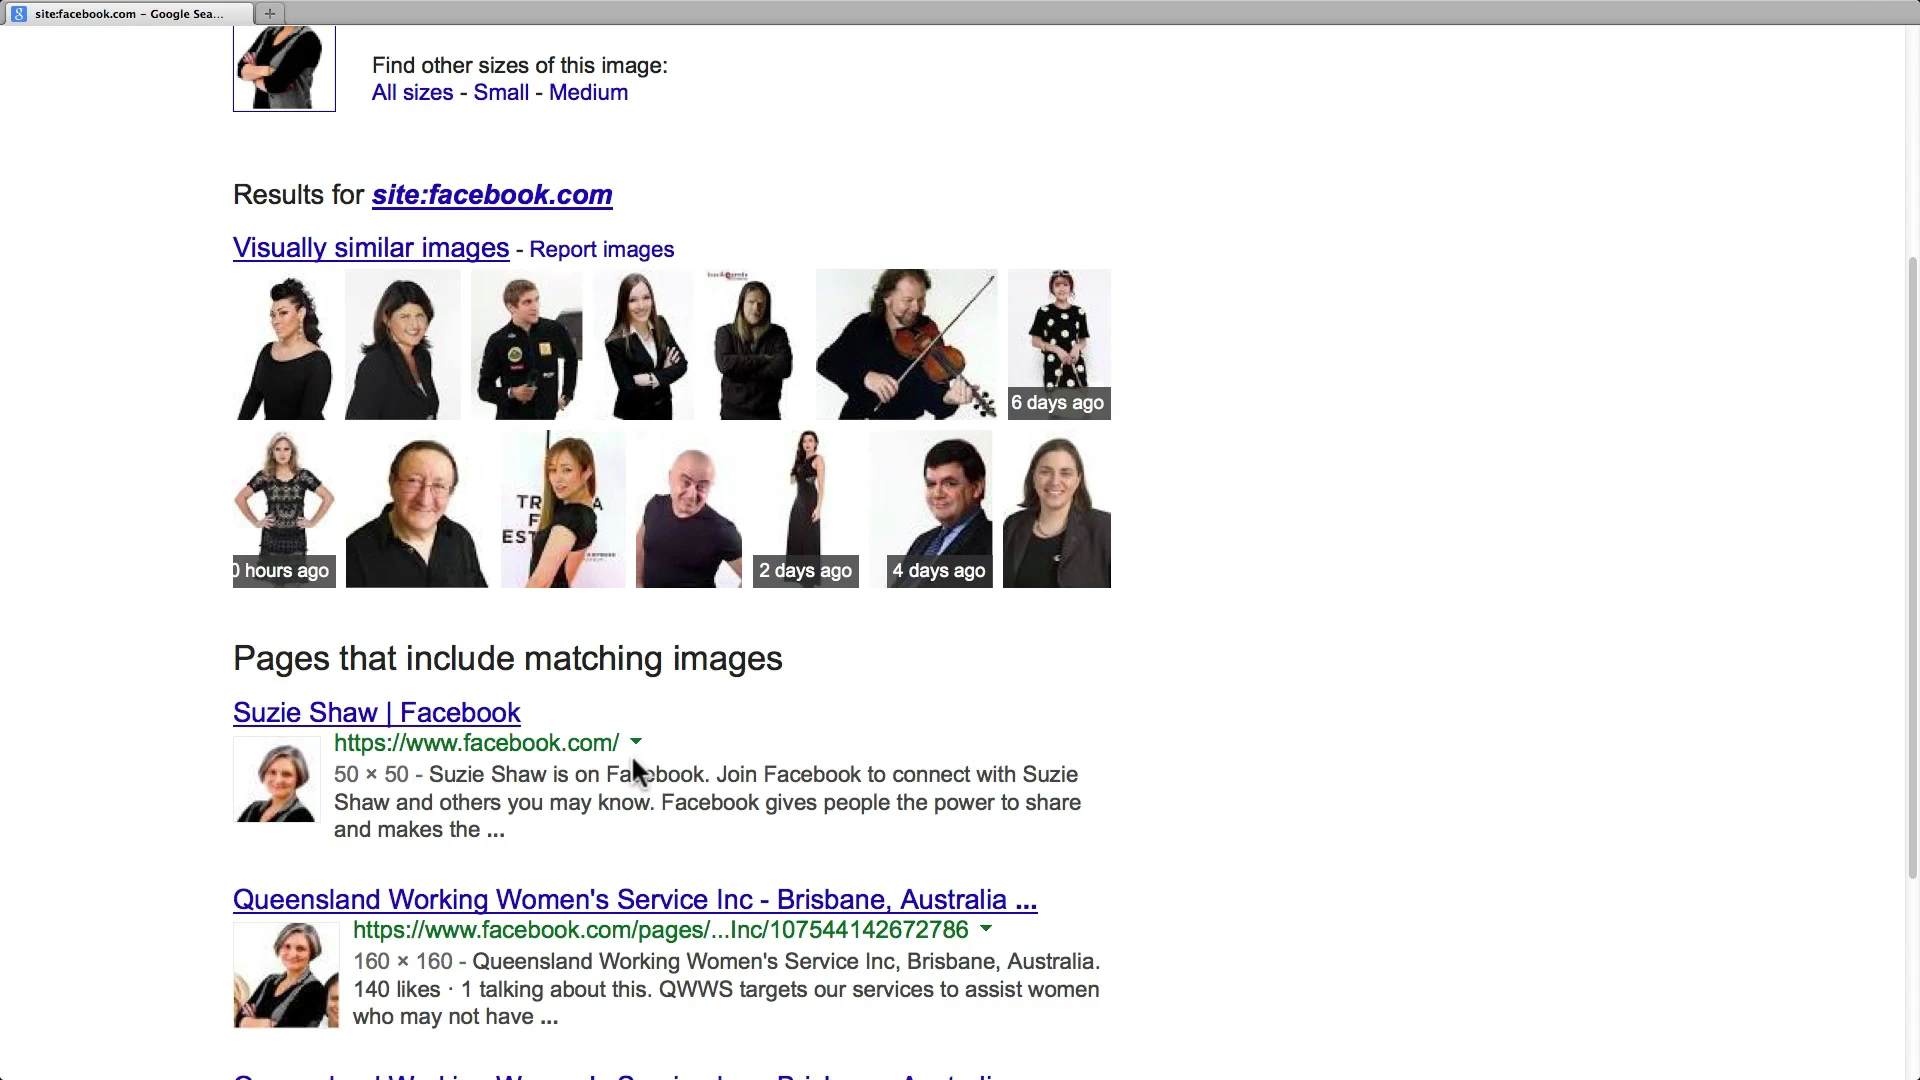 site:facebook.com – Google Sea...
Find other sizes of this image:
All sizes - Small - Medium
Results for site:facebook.com
Visually similar images - Report images
6 days ago
TR A
F
EST
0 hours ago
2 days ago
4 days ago
Pages that include matching images
Suzie Shaw | Facebook
https://www.facebook.com/
50 × 50 - Suzie Shaw is on Facebook. Join Facebook to connect with Suzie
Shaw and others you may know. Facebook gives people the power to share
and makes the ...
Queensland Working Women's Service Inc - Brisbane, Australia ...
https://www.facebook.com/pages/...Inc/107544142672786
160 × 160 - Queensland Working Women's Service Inc, Brisbane, Australia.
140 likes · 1 talking about this. QWWS targets our services to assist women
who may not have ...